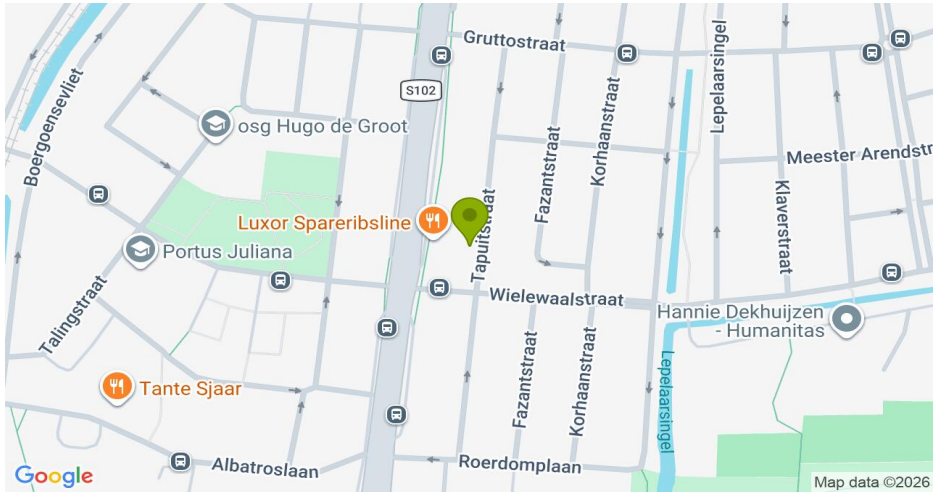 Gruttostraat
S102
Boergoensevliet
osg Hugo de Groot
Lepelaarsingel
Korhaanstraat
Fazantstraat
Meester Arendstr
Klaverstraat
Luxor Spareribsline
Tapuitstraat
Portus Juliana
Talingstraat
Wielewaalstraat
Hannie Dekhuijzen
- Humanitas
Tante Sjaar
Fazantstraat
Korhaanstraat
Lepelaarsingel
Albatroslaan
Roerdomplaan
Google
Map data ©2026